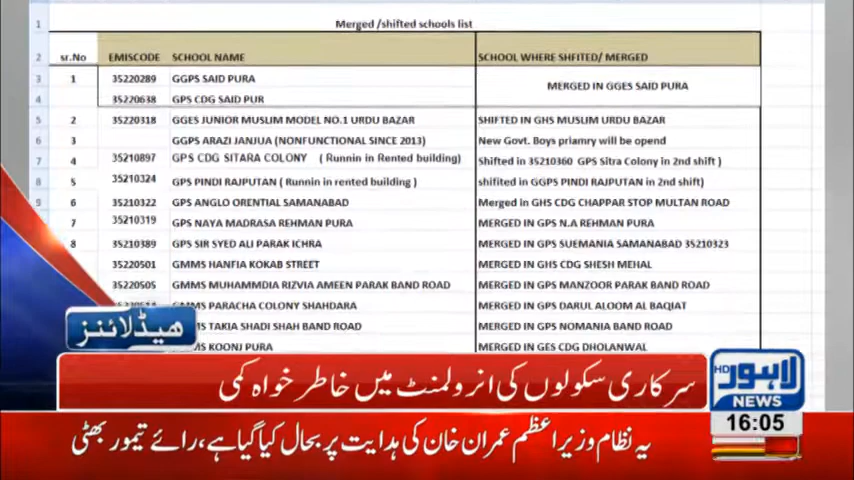 Merged /shifted schools list
sr.No EMISCODE SCHOOL NAME SCHOOL WHERE SHFITED/ MERGED
1 35220289 GGPS SAID PURA MERGED IN GGES SAID PURA
35220638 GPS CDG SAID PUR
2 35220318 GGES JUNIOR MUSLIM MODEL NO.1 URDU BAZAR SHIFTED IN GHS MUSLIM URDU BAZAR
3 GGPS ARAZI JANJUA (NONFUNCTIONAL SINCE 2013) New Govt. Boys priamry will be opend
4 35210897 GPS CDG SITARA COLONY ( Runnin in Rented building) Shifted in 35210360 GPS Sitra Colony in 2nd shift )
5 35210324 GPS PINDI RAJPUTAN ( Runnin in rented building ) shifited in GGPS PINDI RAJPUTAN in 2nd shift)
6 35210322 GPS ANGLO ORENTIAL SAMANABAD Merged in GHS CDG CHAPPAR STOP MULTAN ROAD
7 35210319 GPS NAYA MADRASA REHMAN PURA MERGED IN GPS N.A REHMAN PURA
8 35210389 GPS SIR SYED ALI PARAK ICHRA MERGED IN GPS SUEMANIA SAMANABAD 35210323
35220501 GMMS HANFIA KOKAB STREET MERGED IN GHS CDG SHESH MEHAL
35220505 GMMS MUHAMMDIA RIZVIA AMEEN PARAK BAND ROAD MERGED IN GPS MANZOOR PARAK BAND ROAD
GMMS PARACHA COLONY SHAHDARA MERGED IN GPS DARUL ALOOM AL BAQIAT
MS TAKIA SHADI SHAH BAND ROAD MERGED IN GPS NOMANIA BAND ROAD
MS KOONJ PURA MERGED IN GES CDG DHOLANWAL
ہیڈلائنز
سرکاری سکولوں کی انرولمنٹ میں خاطر خواہ کمی
لاہور HD
NEWS
16:05
یہ نظام وزیراعظم عمران خان کی ہدایت پر بحال کیا گیا ہے، رائے تیمور بھٹی